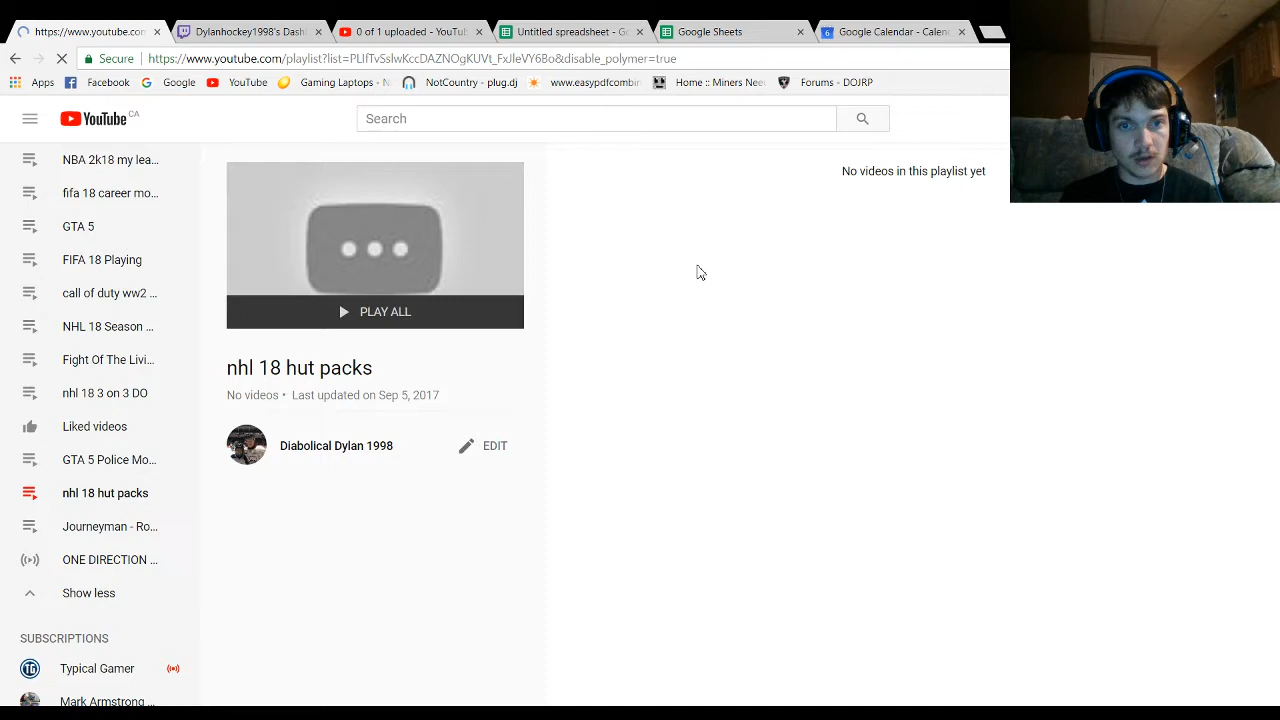 https://www.youtube.com
Dylanhockey1998's Dash
0 of 1 uploaded - YouTu
Untitled spreadsheet - Go
Google Sheets
Google Calendar - Calen
Secure
https://www.youtube.com/playlist?list=PLIfTvSslwKccDAZNOgKUVt_FxJleVY6Bo&disable_polymer=true
Apps
Facebook
Google
YouTube
Gaming Laptops - N
NotCountry - plug.dj
www.easypdfcombin
Home :: Miners Nee
Forums - DOJRP
YouTube CA
Search
NBA 2k18 my lea...
fifa 18 career mo...
GTA 5
FIFA 18 Playing
call of duty ww2 ...
NHL 18 Season ...
Fight Of The Livi...
nhl 18 3 on 3 DO
Liked videos
GTA 5 Police Mo...
nhl 18 hut packs
Journeyman - Ro...
ONE DIRECTION ...
Show less
SUBSCRIPTIONS
Typical Gamer
Mark Armstrong ...
PLAY ALL
nhl 18 hut packs
No videos • Last updated on Sep 5, 2017
Diabolical Dylan 1998
EDIT
No videos in this playlist yet